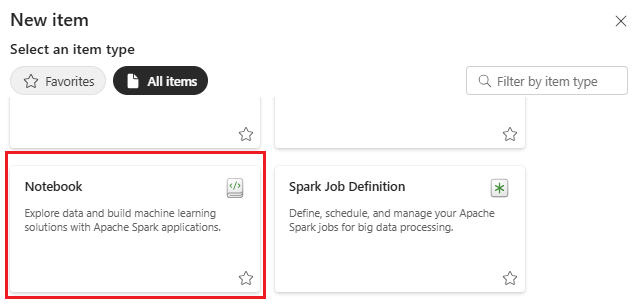 New item
Select an item type
Favorites
All items
Filter by item type
Notebook
Explore data and build machine learning
solutions with Apache Spark applications.
Spark Job Definition
Define, schedule, and manage your Apache
Spark jobs for big data processing.